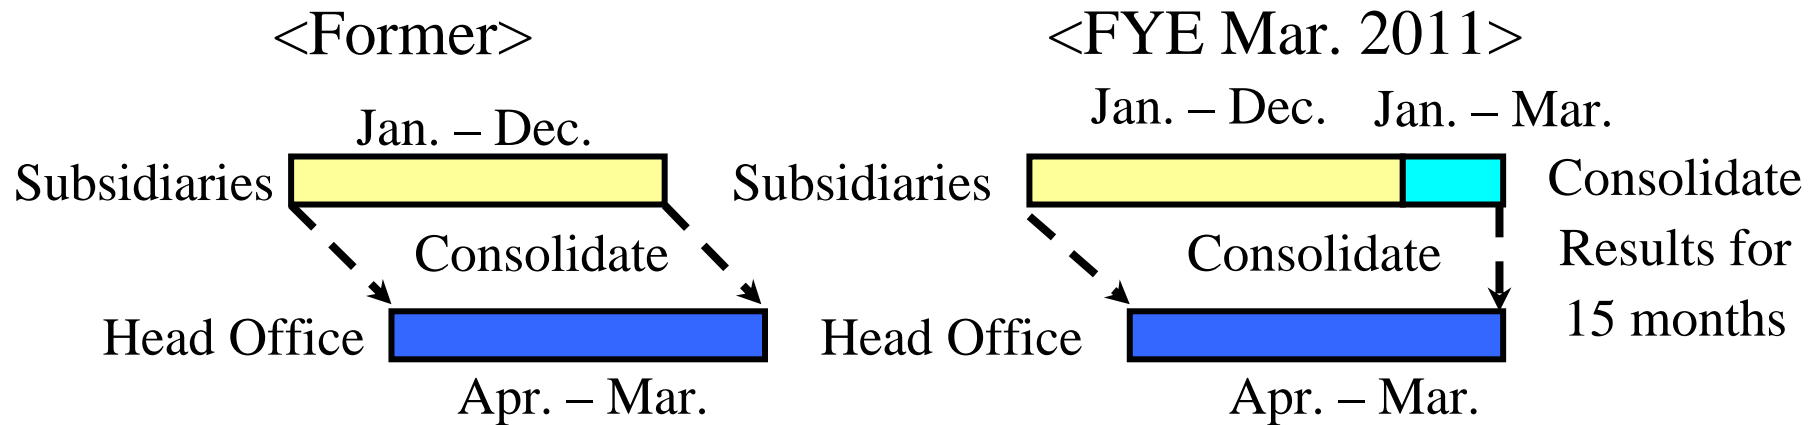 <Former>
Jan. – Dec.
Subsidiaries
Consolidate
Head Office
Apr. – Mar.
<FYE Mar. 2011>
Jan. – Dec.
Jan. – Mar.
Subsidiaries
Consolidate
Head Office
Apr. – Mar.
Consolidate
Results for
15 months